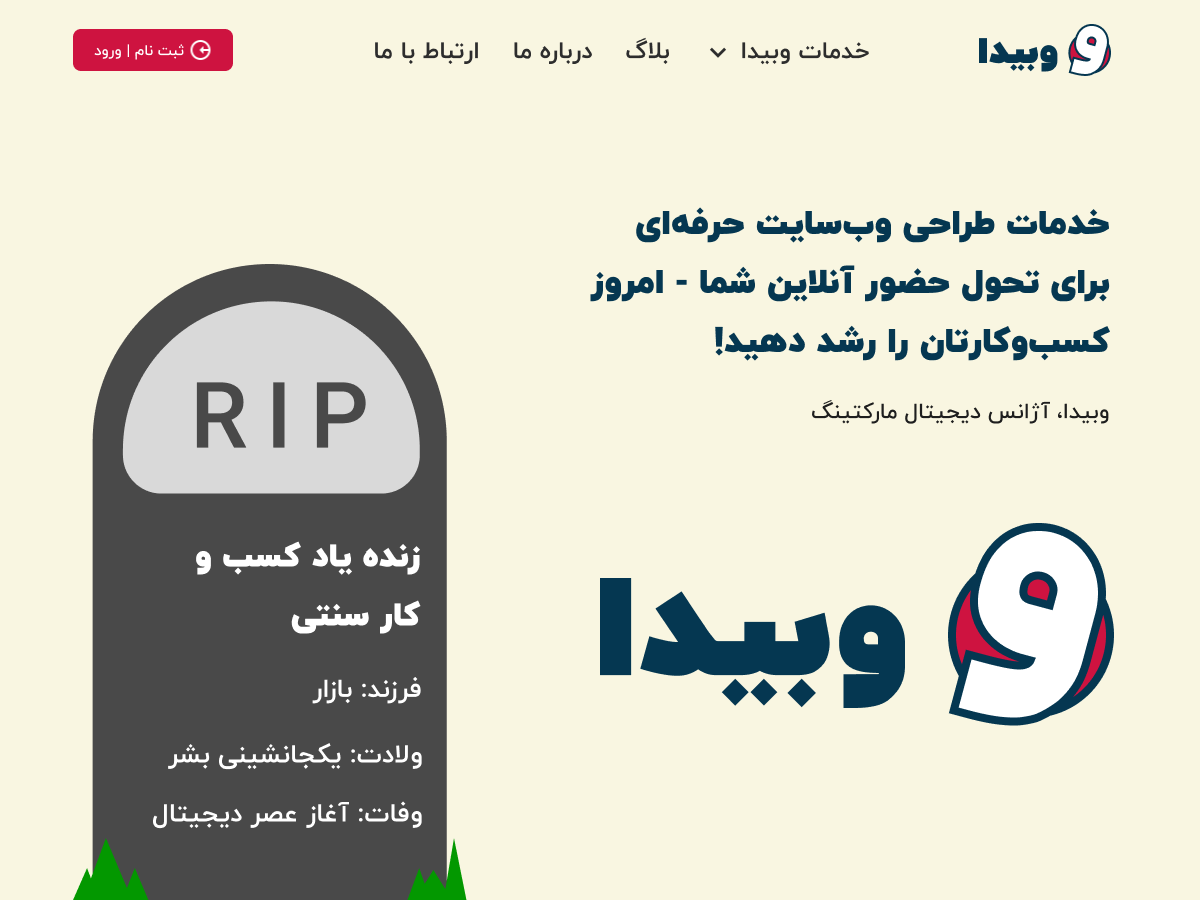 وبیدا
خدمات وبیدا
بلاگ
درباره ما
ارتباط با ما
ثبت نام | ورود
خدمات طراحی وب‌سایت حرفه‌ای
برای تحول حضور آنلاین شما - امروز
کسب‌وکارتان را رشد دهید!
وبیدا، آژانس دیجیتال مارکتینگ
وبیدا
RIP
زنده یاد کسب و
کار سنتی
فرزند: بازار
ولادت: یکجانشینی بشر
وفات: آغاز عصر دیجیتال